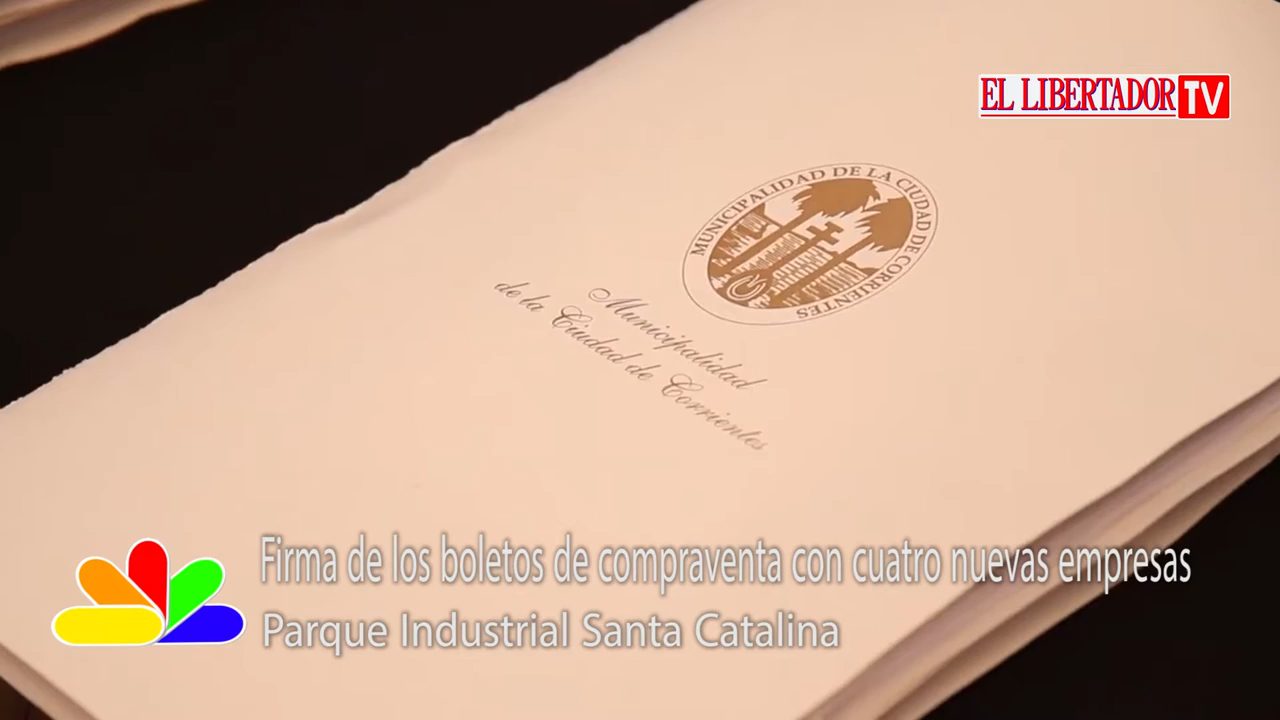 EL LIBERTADOR TV
MUNICIPALIDAD DE LA CIUDAD DE CORRIENTES
Municipalidad
de la Ciudad de Corrientes
Firma de los boletos de compraventa con cuatro nuevas empresas
Parque Industrial Santa Catalina